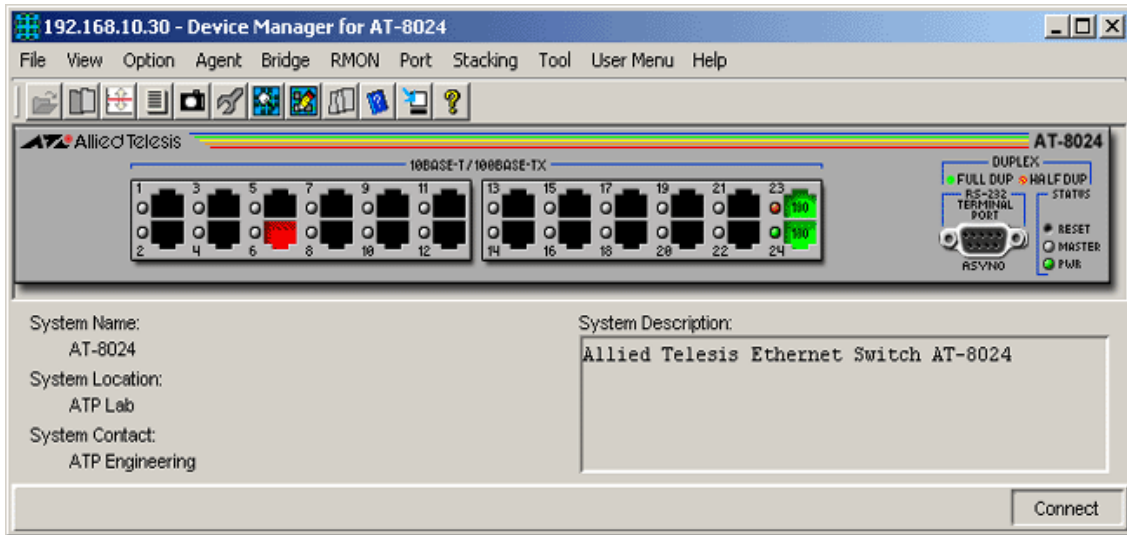 192.168.10.30 - Device Manager for AT-8024
File View Option Agent Bridge RMON Port Stacking Tool User Menu Help
Allied Telesis AT-8024
10BASE-T/100BASE-TX
DUPLEX
FULL DUP HALF DUP
1 3 5 7 9 11 13 15 17 19 21 23
RS-232 TERMINAL PORT
STATUS
100
100
RESET
MASTER
PWR
2 4 6 8 10 12 14 16 18 20 22 24
ASYNO
System Name:
AT-8024
System Location:
ATP Lab
System Contact:
ATP Engineering
System Description:
Allied Telesis Ethernet Switch AT-8024
Connect